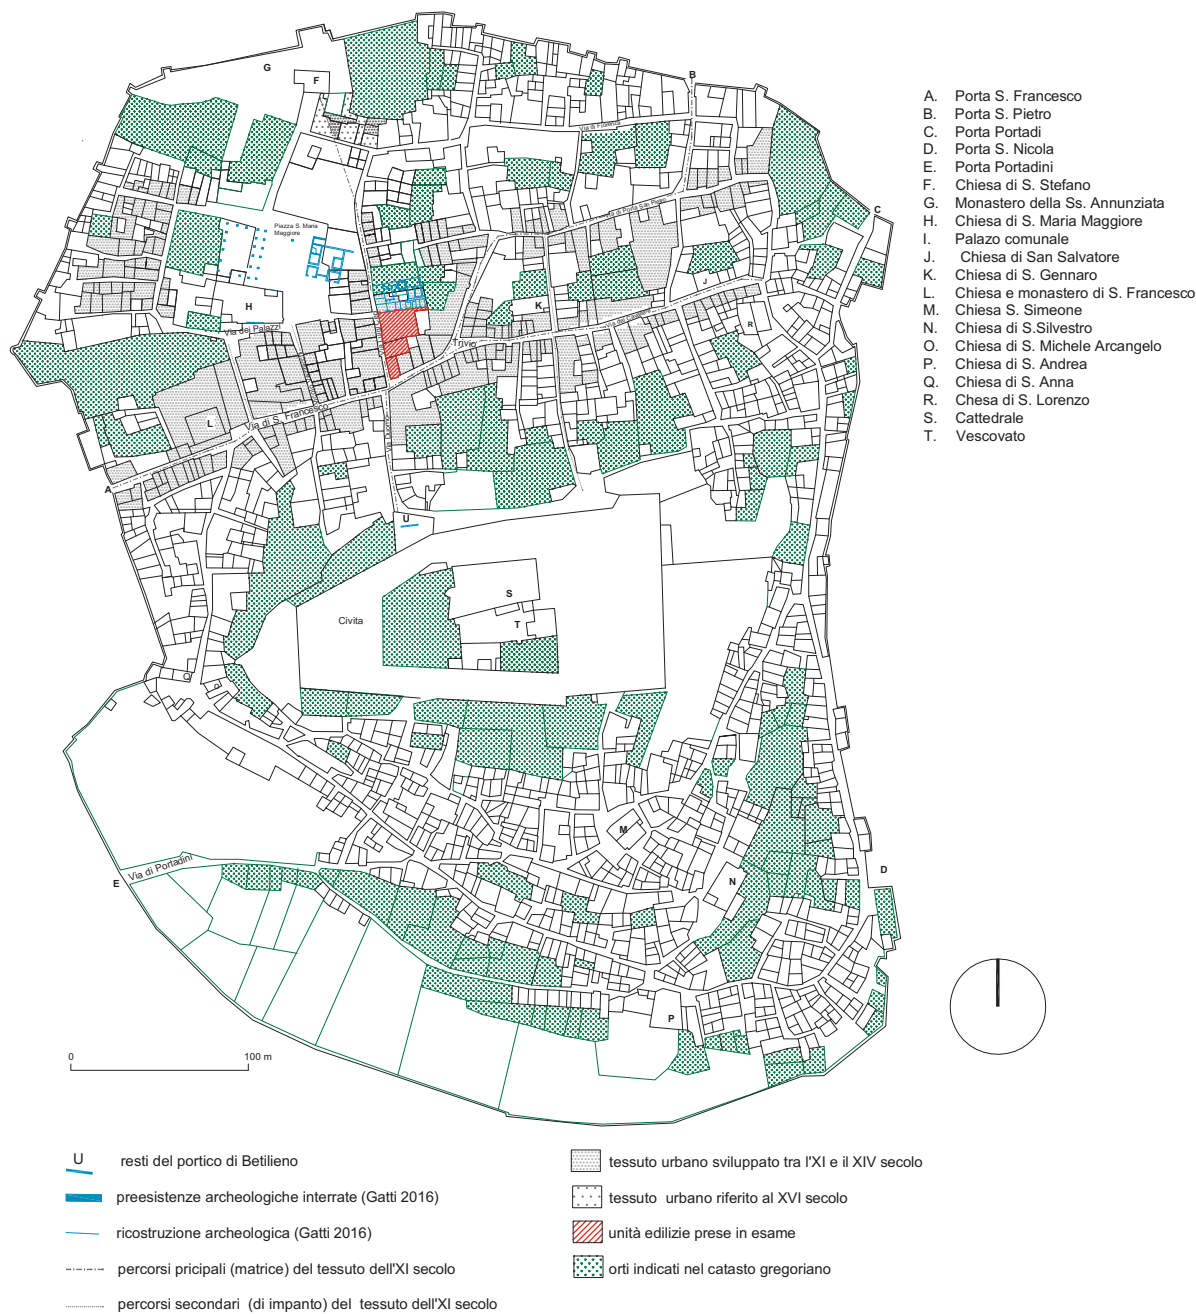 G
F
B
Via di Fiorenza
C
Piazza S. Maria
Maggiore
H
Via dei Palazzi
K
J
R
Trivio
L
Via di S. Francesco
A
U
S
T
Civita
Q
M
N
Via di Portadini
E
D
P
A. Porta S. Francesco
B. Porta S. Pietro
C. Porta Portadi
D. Porta S. Nicola
E. Porta Portadini
F. Chiesa di S. Stefano
G. Monastero della Ss. Annunziata
H. Chiesa di S. Maria Maggiore
I. Palazo comunale
J. Chiesa di San Salvatore
K. Chiesa di S. Gennaro
L. Chiesa e monastero di S. Francesco
M. Chiesa S. Simeone
N. Chiesa di S.Silvestro
O. Chiesa di S. Michele Arcangelo
P. Chiesa di S. Andrea
Q. Chiesa di S. Anna
R. Chesa di S. Lorenzo
S. Cattedrale
T. Vescovato
0 100 m
U resti del portico di Betilieno
preesistenze archeologiche interrate (Gatti 2016)
ricostruzione archeologica (Gatti 2016)
percorsi pricipali (matrice) del tessuto dell'XI secolo
percorsi secondari (di impanto) del tessuto dell'XI secolo
tessuto urbano sviluppato tra l'XI e il XIV secolo
tessuto urbano riferito al XVI secolo
unità edilizie prese in esame
orti indicati nel catasto gregoriano